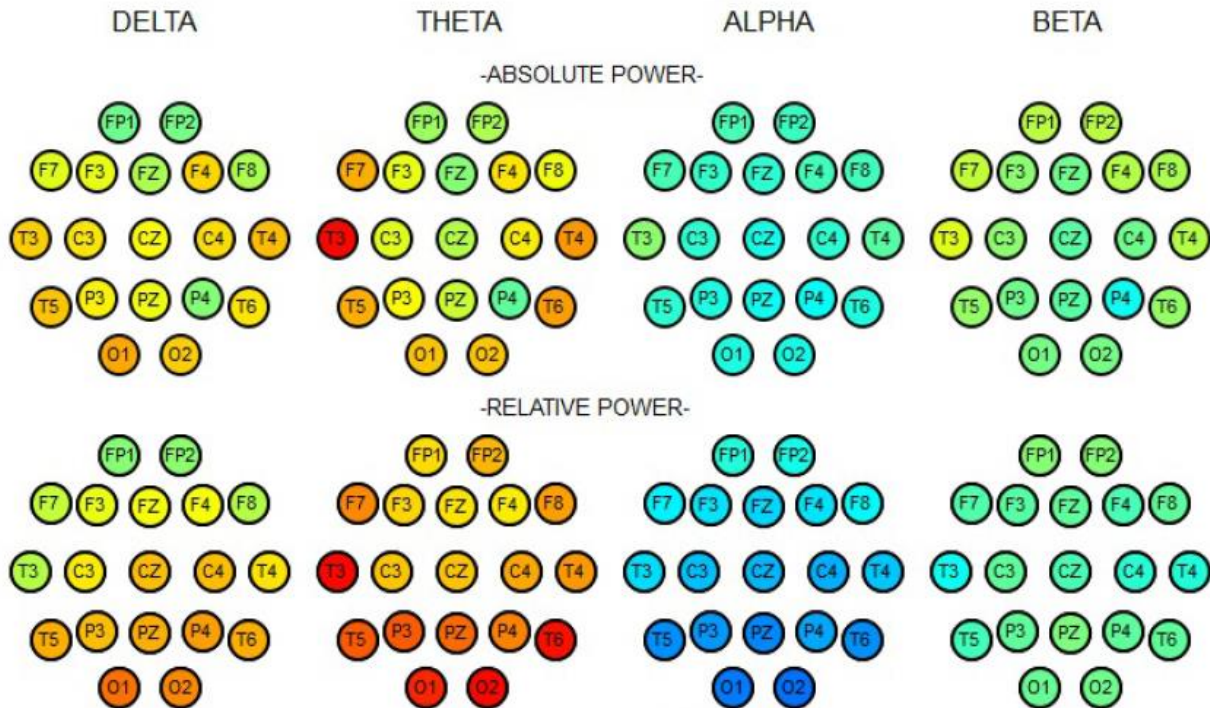 DELTA THETA ALPHA BETA
-ABSOLUTE POWER-
FP1 FP2 FP1 FP2 FP1 FP2 FP1 FP2
F7 F3 FZ F4 F8 F7 F3 FZ F4 F8 F7 F3 FZ F4 F8 F7 F3 FZ F4 F8
T3 C3 CZ C4 T4 T3 C3 CZ C4 T4 T3 C3 CZ C4 T4 T3 C3 CZ C4 T4
T5 P3 PZ P4 T6 T5 P3 PZ P4 T6 T5 P3 PZ P4 T6 T5 P3 PZ P4 T6
O1 O2 O1 O2 O1 O2 O1 O2
-RELATIVE POWER-
FP1 FP2 FP1 FP2 FP1 FP2 FP1 FP2
F7 F3 FZ F4 F8 F7 F3 FZ F4 F8 F7 F3 FZ F4 F8 F7 F3 FZ F4 F8
T3 C3 CZ C4 T4 T3 C3 CZ C4 T4 T3 C3 CZ C4 T4 T3 C3 CZ C4 T4
T5 P3 PZ P4 T6 T5 P3 PZ P4 T6 T5 P3 PZ P4 T6 T5 P3 PZ P4 T6
O1 O2 O1 O2 O1 O2 O1 O2